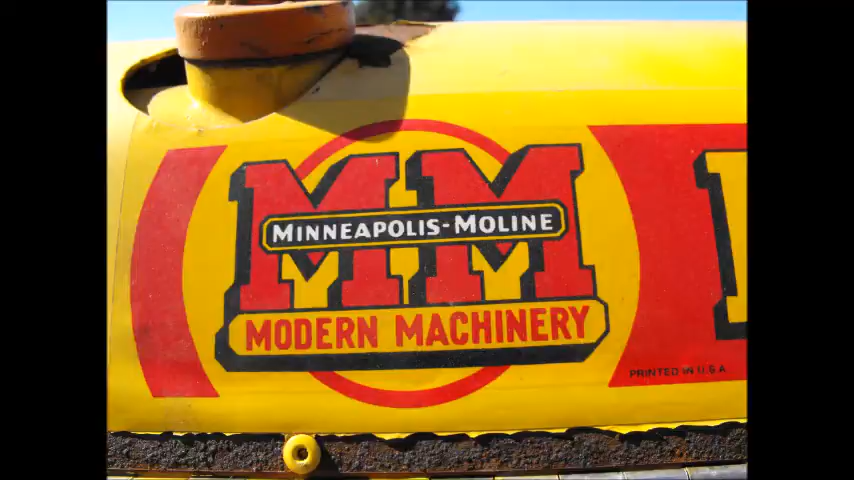 MM
MINNEAPOLIS-MOLINE
MODERN MACHINERY
PRINTED IN U.S.A